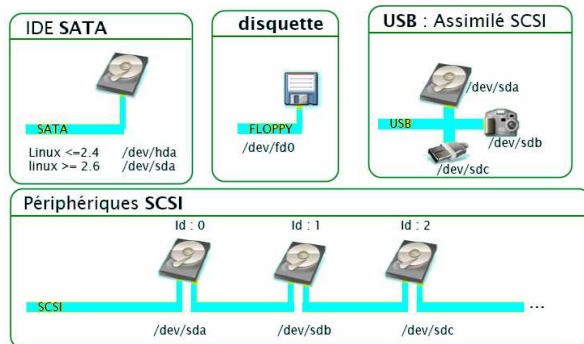 IDE SATA
SATA
Linux <=2.4 /dev/hda
linux >= 2.6 /dev/sda
disquette
FLOPPY
/dev/fd0
USB : Assimilé SCSI
/dev/sda
USB
/dev/sdb
/dev/sdc
Périphériques SCSI
Id : 0 Id : 1 Id : 2
SCSI
...
/dev/sda /dev/sdb /dev/sdc